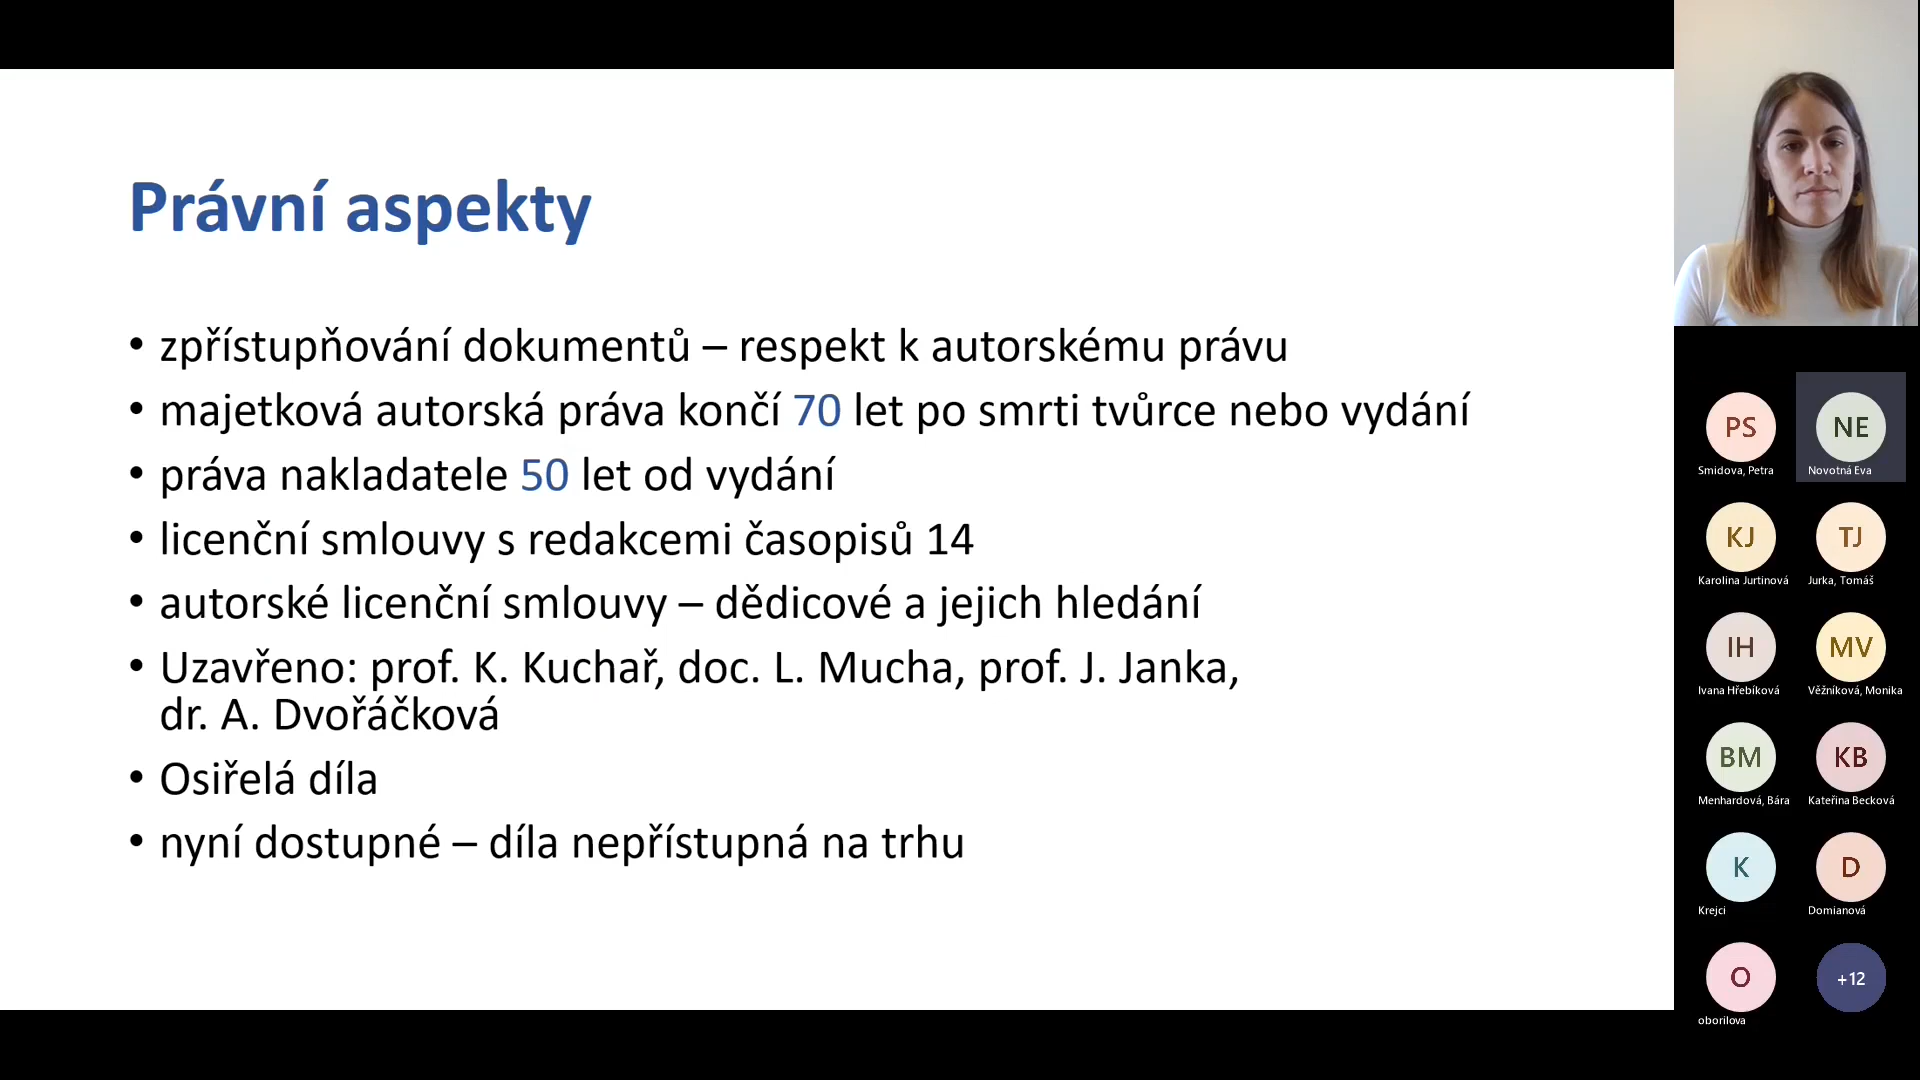 Právní aspekty
• zpřístupňování dokumentů – respekt k autorskému právu
• majetková autorská práva končí 70 let po smrti tvůrce nebo vydání
• práva nakladatele 50 let od vydání
• licenční smlouvy s redakcemi časopisů 14
• autorské licenční smlouvy – dědicové a jejich hledání
• Uzavřeno: prof. K. Kuchař, doc. L. Mucha, prof. J. Janka,
dr. A. Dvořáčková
• Osiřelá díla
• nyní dostupné – díla nepřístupná na trhu
PS
Smidova, Petra
NE
Novotná Eva
KJ
Karolina Jurtinová
TJ
Jurka, Tomáš
IH
Ivana Hřebíková
MV
Věžníková, Monika
BM
Menhardová, Bára
KB
Kateřina Becková
K
Krejci
D
Domianová
O
oborilova
+12